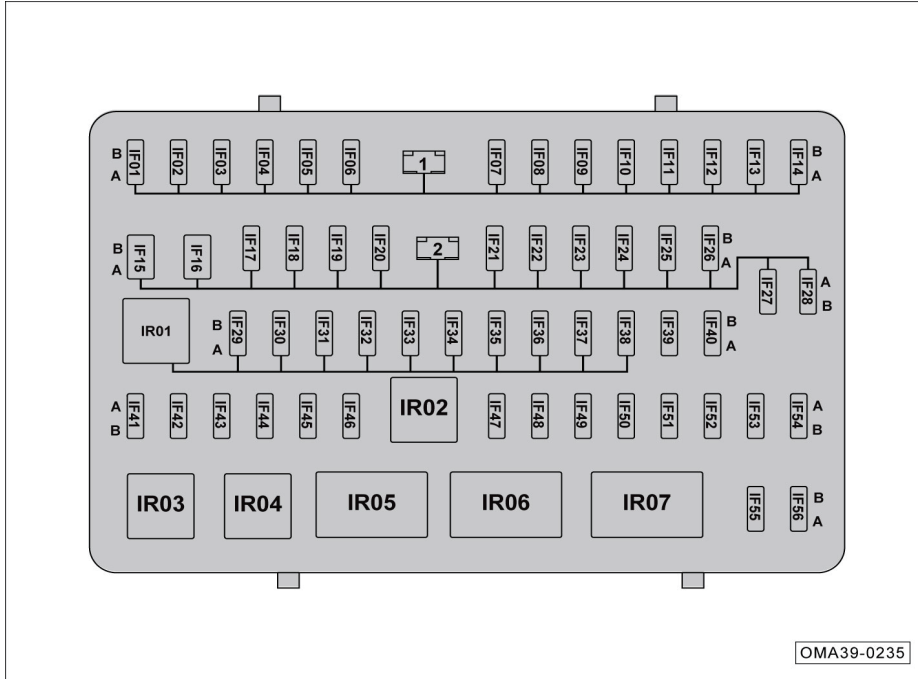 B IF01 IF02 IF03 IF04 IF05 IF06 1 IF07 IF08 IF09 IF10 IF11 IF12 IF13 IF14 B
A A
B IF15 IF16 IF17 IF18 IF19 IF20 2 IF21 IF22 IF23 IF24 IF25 IF26 B
A A
IF27 IF28 A
B
IR01 B IF29 IF30 IF31 IF32 IF33 IF34 IF35 IF36 IF37 IF38 IF39 IF40 B
A A
A IF41 IF42 IF43 IF44 IF45 IF46 IR02 IF47 IF48 IF49 IF50 IF51 IF52 IF53 IF54 A
B B
IR03 IR04 IR05 IR06 IR07 IF55 IF56 B
A
OMA39-0235